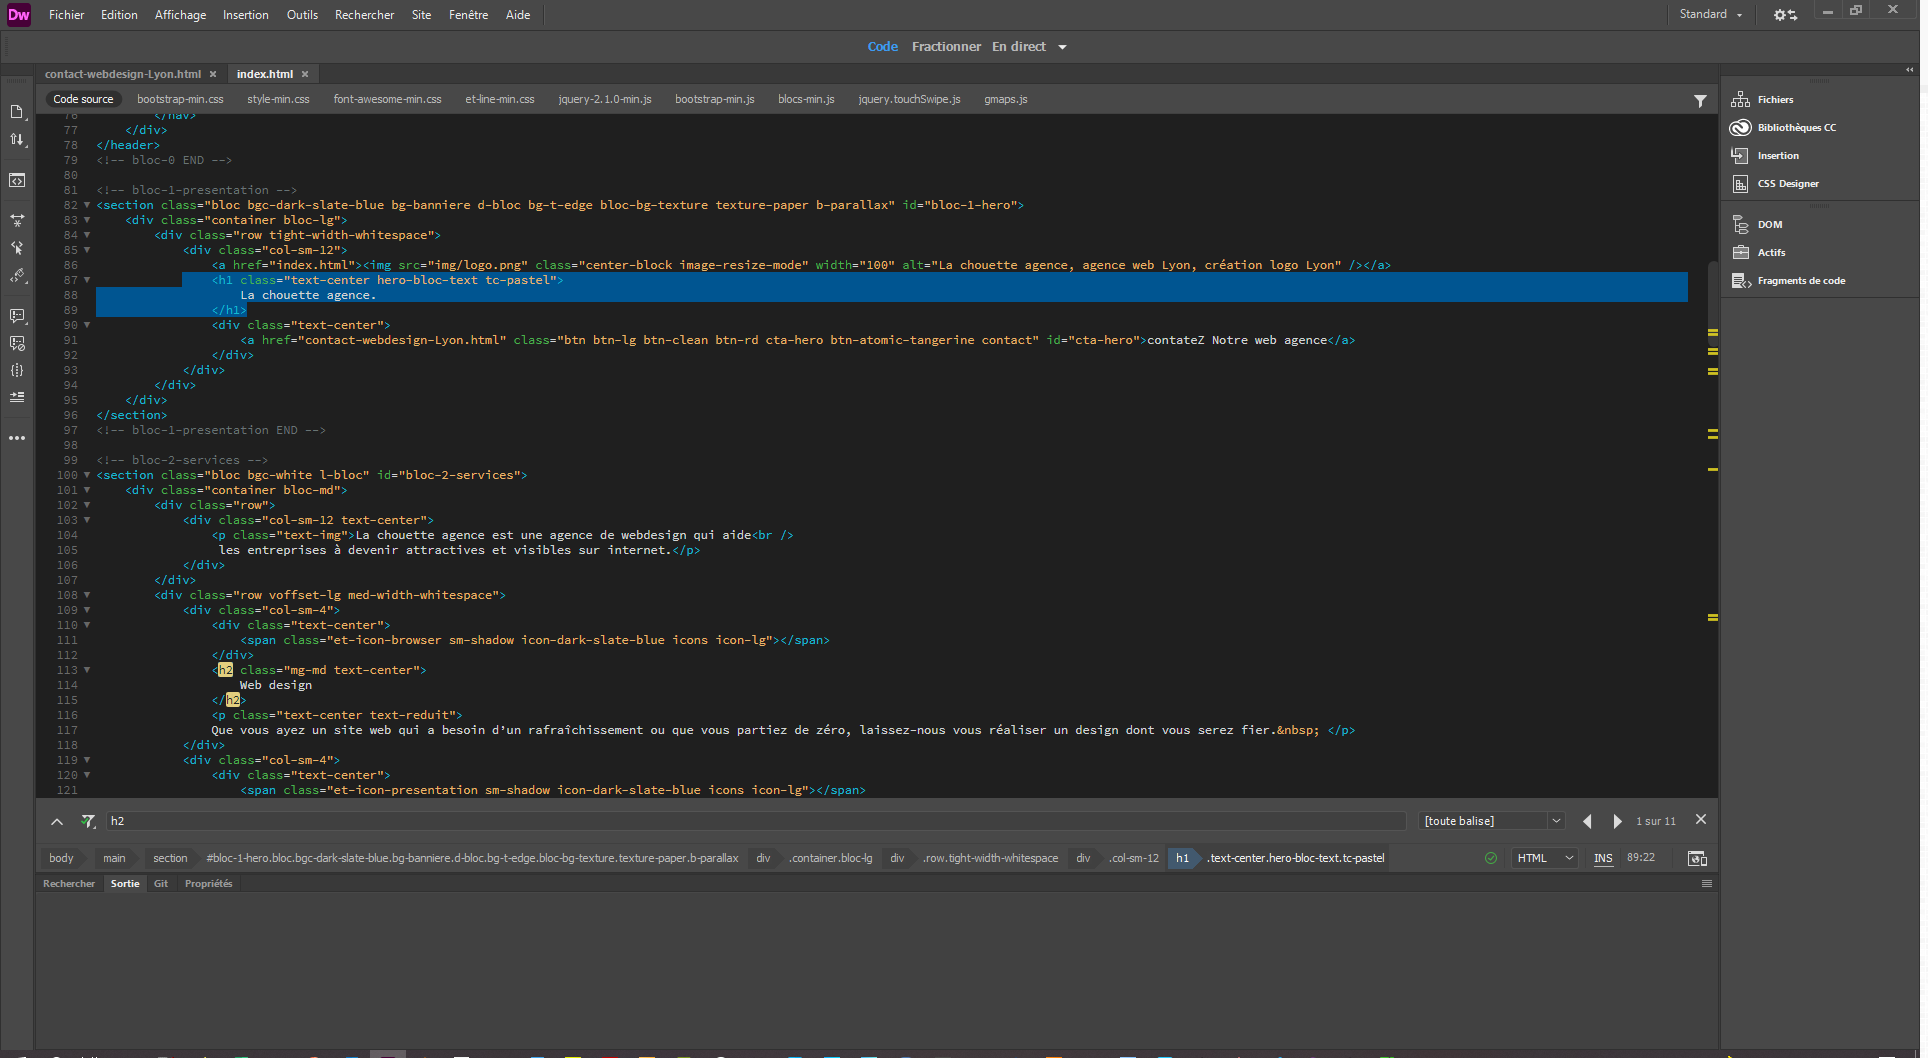 Dw Fichier Edition Affichage Insertion Outils Rechercher Site Fenêtre Aide Standard
Code Fractionner En direct
contact-webdesign-Lyon.html × index.html ×
Code source bootstrap-min.css style-min.css font-awesome-min.css et-line-min.css jquery-2.1.0-min.js bootstrap-min.js blocs-min.js jquery.touchSwipe.js gmaps.js
76 </nav>
77 </div>
78 </header>
79 <!-- bloc-0 END -->
80
81 <!-- bloc-1-presentation -->
82 <section class="bloc bgc-dark-slate-blue bg-banniere d-bloc bg-t-edge bloc-bg-texture texture-paper b-parallax" id="bloc-1-hero">
83 <div class="container bloc-lg">
84 <div class="row tight-width-whitespace">
85 <div class="col-sm-12">
86 <a href="index.html"><img src="img/logo.png" class="center-block image-resize-mode" width="100" alt="La chouette agence, agence web Lyon, création logo Lyon" /></a>
87 <h1 class="text-center hero-bloc-text tc-pastel">
88 La chouette agence.
89 </h1>
90 <div class="text-center">
91 <a href="contact-webdesign-Lyon.html" class="btn btn-lg btn-clean btn-rd cta-hero btn-atomic-tangerine contact" id="cta-hero">contateZ Notre web agence</a>
92 </div>
93 </div>
94 </div>
95 </div>
96 </section>
97 <!-- bloc-1-presentation END -->
98
99 <!-- bloc-2-services -->
100 <section class="bloc bgc-white l-bloc" id="bloc-2-services">
101 <div class="container bloc-md">
102 <div class="row">
103 <div class="col-sm-12 text-center">
104 <p class="text-img">La chouette agence est une agence de webdesign qui aide<br />
105 les entreprises à devenir attractives et visibles sur internet.</p>
106 </div>
107 </div>
108 <div class="row voffset-lg med-width-whitespace">
109 <div class="col-sm-4">
110 <div class="text-center">
111 <span class="et-icon-browser sm-shadow icon-dark-slate-blue icons icon-lg"></span>
112 </div>
113 <h2 class="mg-md text-center">
114 Web design
115 </h2>
116 <p class="text-center text-reduit">
117 Que vous ayez un site web qui a besoin d’un rafraîchissement ou que vous partiez de zéro, laissez-nous vous réaliser un design dont vous serez fier.&nbsp; </p>
118 </div>
119 <div class="col-sm-4">
120 <div class="text-center">
121 <span class="et-icon-presentation sm-shadow icon-dark-slate-blue icons icon-lg"></span>
h2 [toute balise] 1 sur 11
body main section #bloc-1-hero.bloc.bgc-dark-slate-blue.bg-banniere.d-bloc.bg-t-edge.bloc-bg-texture.texture-paper.b-parallax div .container.bloc-lg div .row.tight-width-whitespace div .col-sm-12 h1 .text-center.hero-bloc-text.tc-pastel HTML INS 89:22
Rechercher Sortie Git Propriétés
Fichiers
Bibliothèques CC
Insertion
CSS Designer
DOM
Actifs
Fragments de code